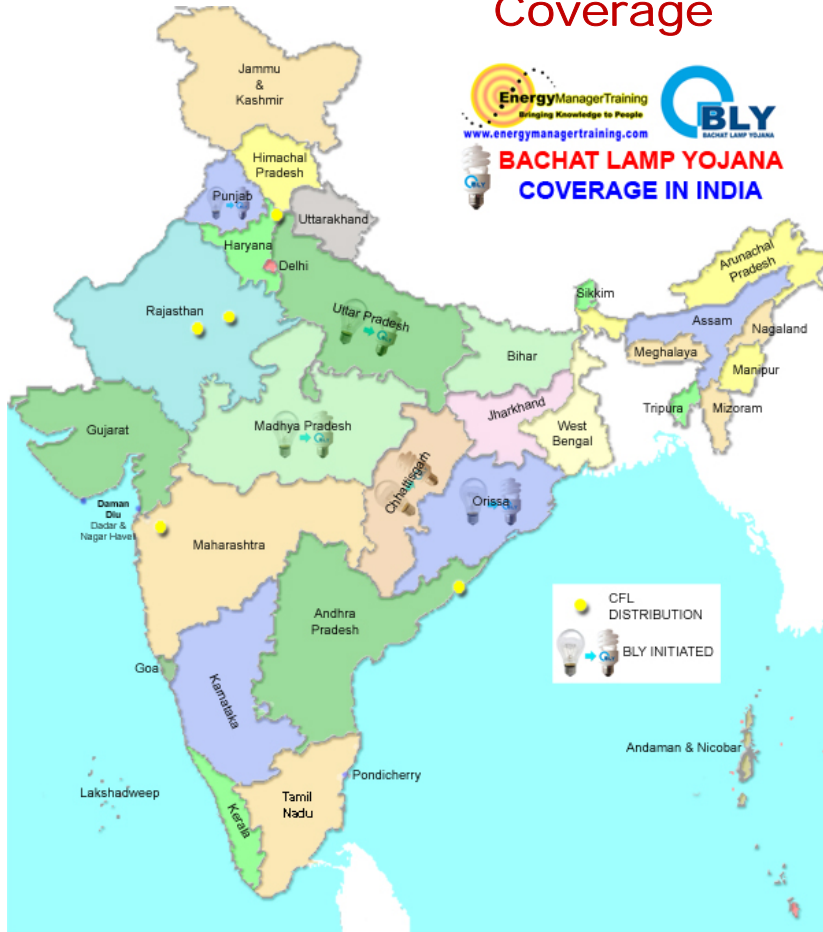 Coverage
EnergyManagerTraining
Bringing Knowledge to People
www.energymanagertraining.com
BLY
BACHAT LAMP YOJANA
BLY
BACHAT LAMP YOJANA
COVERAGE IN INDIA
Jammu
&
Kashmir
Himachal
Pradesh
Punjab
Uttarakhand
Haryana
Delhi
Arunachal
Pradesh
Sikkim
Rajasthan
Uttar Pradesh
Assam
Nagaland
Bihar
Meghalaya
Manipur
Jharkhand
Tripura
Mizoram
Gujarat
Madhya Pradesh
West
Bengal
Chhattisgarh
Orissa
Daman
Diu
Dadar &
Nagar Haveli
Maharashtra
CFL
DISTRIBUTION
BLY INITIATED
Andhra
Pradesh
Goa
Karnataka
Andaman & Nicobar
Pondicherry
Lakshadweep
Tamil
Nadu
Kerala